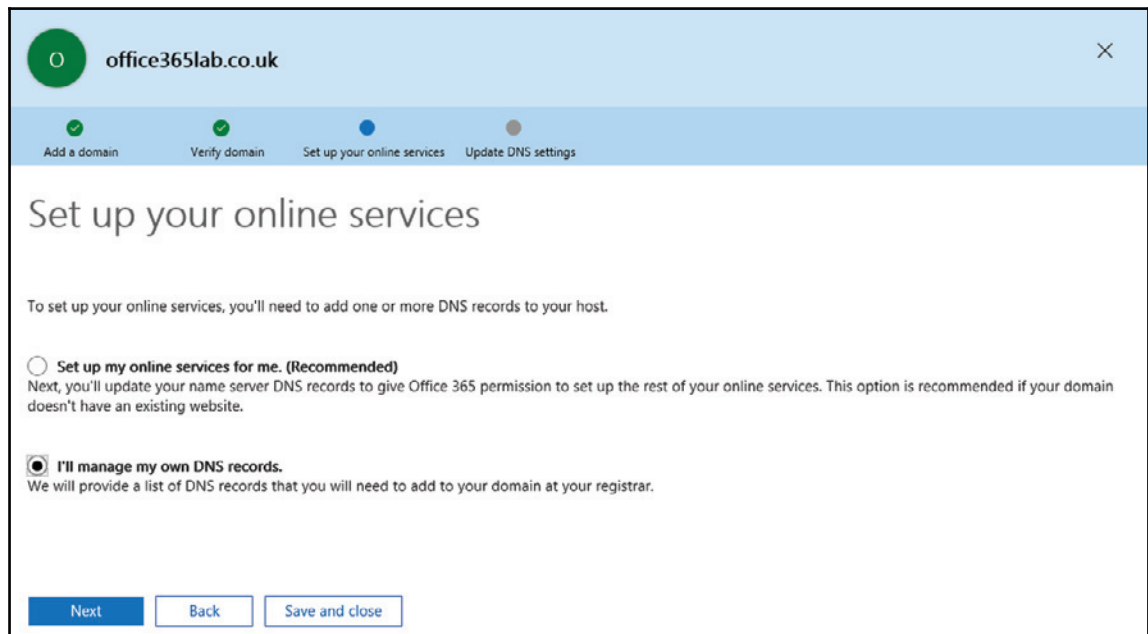 O office365lab.co.uk
Add a domain Verify domain Set up your online services Update DNS settings
Set up your online services
To set up your online services, you'll need to add one or more DNS records to your host.
Set up my online services for me. (Recommended)
Next, you'll update your name server DNS records to give Office 365 permission to set up the rest of your online services. This option is recommended if your domain
doesn't have an existing website.
I'll manage my own DNS records.
We will provide a list of DNS records that you will need to add to your domain at your registrar.
Next Back Save and close